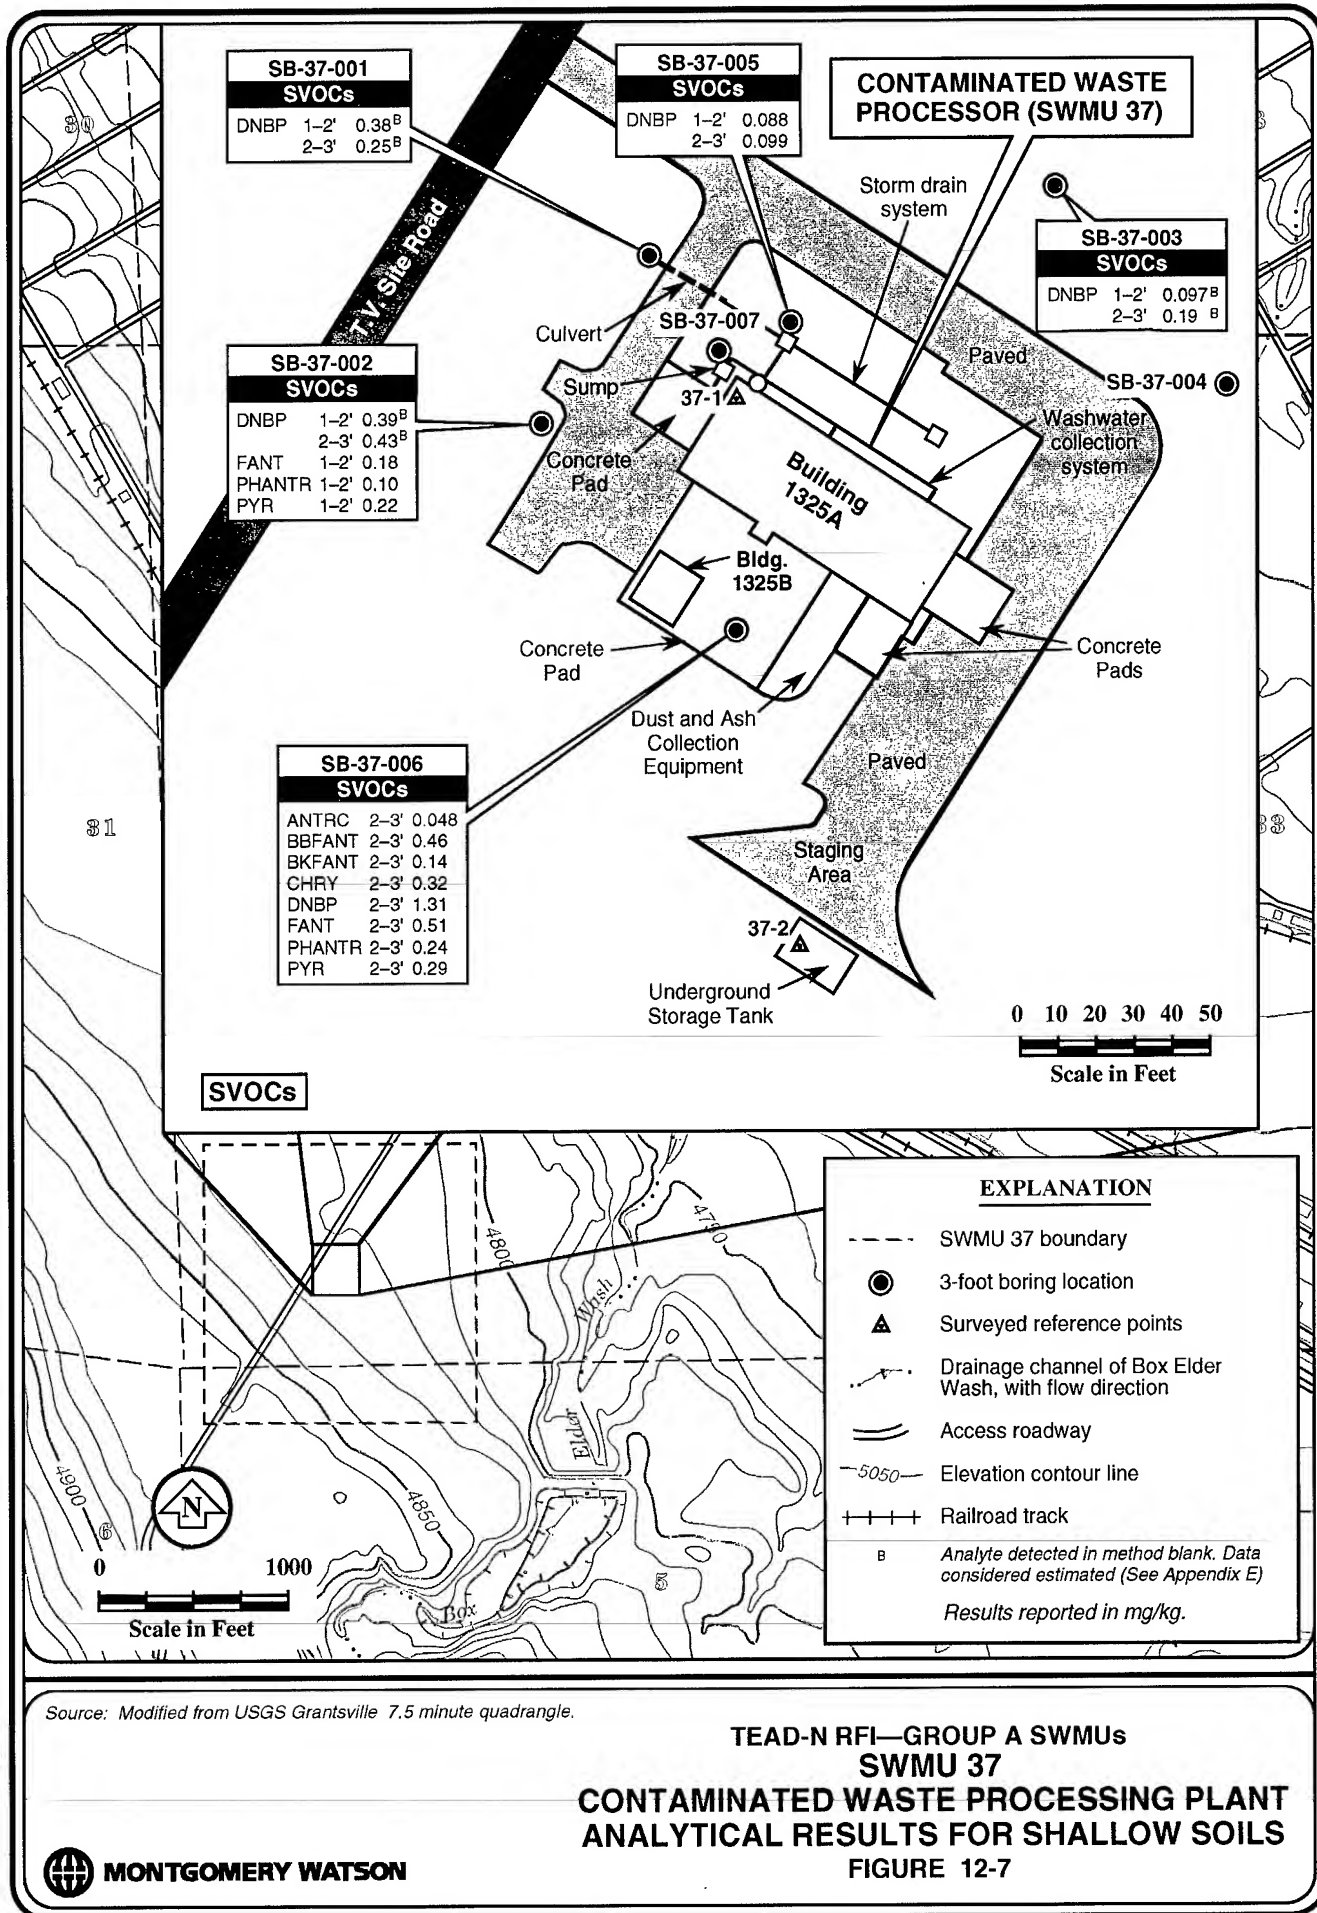 SB-37-001
SVOCs
DNBP 1–2' 0.38 B
2–3' 0.25 B
SB-37-005
SVOCs
DNBP 1–2' 0.088
2–3' 0.099
CONTAMINATED WASTE
PROCESSOR (SWMU 37)
30
T.V. Site Road
Storm drain
system
SB-37-003
SVOCs
DNBP 1–2' 0.097 B
2–3' 0.19 B
Culvert
SB-37-007
Paved
SB-37-004
SB-37-002
SVOCs
DNBP 1–2' 0.39 B
2–3' 0.43 B
FANT 1–2' 0.18
PHANTR 1–2' 0.10
PYR 1–2' 0.22
Sump
37-1
Washwater
collection
system
Concrete
Pad
Building
1325A
Bldg.
1325B
Concrete
Pad
Concrete
Pads
Dust and Ash
Collection
Equipment
Paved
SB-37-006
SVOCs
ANTRC 2–3' 0.048
BBFANT 2–3' 0.46
BKFANT 2–3' 0.14
CHRY 2–3' 0.32
DNBP 2–3' 1.31
FANT 2–3' 0.51
PHANTR 2–3' 0.24
PYR 2–3' 0.29
31
33
Staging
Area
37-2
Underground
Storage Tank
0 10 20 30 40 50
Scale in Feet
SVOCs
4800
4750
Wash
Elder
Box
4900
4850
6
5
N
0 1000
Scale in Feet
EXPLANATION
SWMU 37 boundary
3-foot boring location
Surveyed reference points
Drainage channel of Box Elder
Wash, with flow direction
Access roadway
5050 Elevation contour line
Railroad track
B Analyte detected in method blank. Data
considered estimated (See Appendix E)
Results reported in mg/kg.
Source: Modified from USGS Grantsville 7.5 minute quadrangle.
TEAD-N RFI—GROUP A SWMUs
SWMU 37
CONTAMINATED WASTE PROCESSING PLANT
ANALYTICAL RESULTS FOR SHALLOW SOILS
FIGURE 12-7
MONTGOMERY WATSON